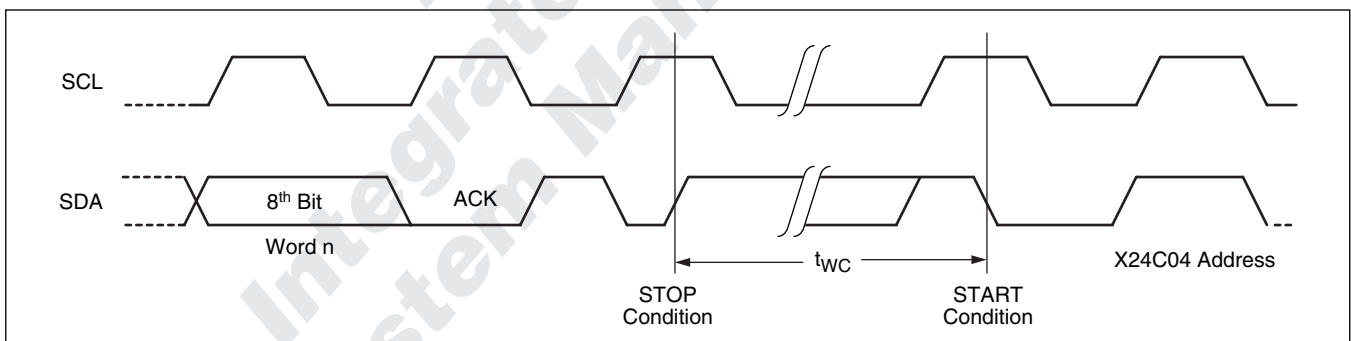 SCL
SDA
8th Bit
ACK
Word n
tWC
X24C04 Address
STOP
Condition
START
Condition